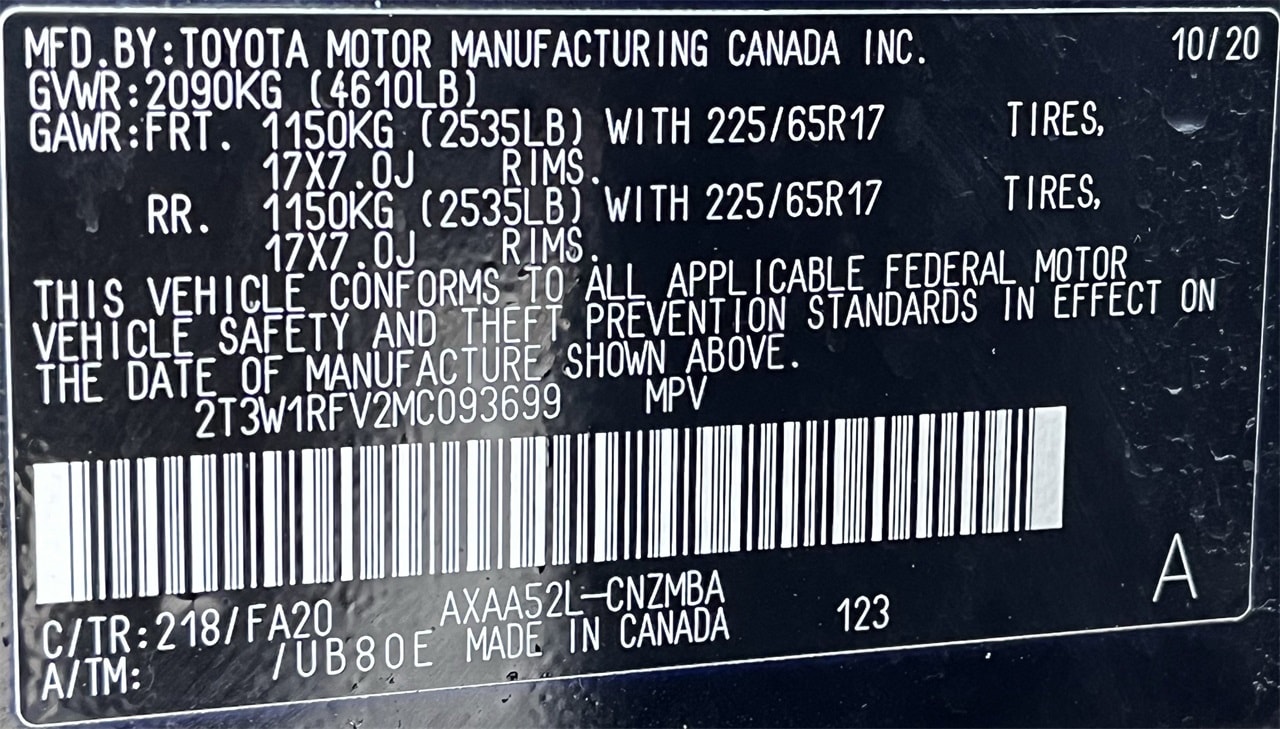 MFD.BY:TOYOTA MOTOR MANUFACTURING CANADA INC. 10/20
GVWR:2090KG (4610LB)
GAWR:FRT. 1150KG (2535LB) WITH 225/65R17 TIRES,
17X7.0J RIMS.
RR. 1150KG (2535LB) WITH 225/65R17 TIRES,
17X7.0J RIMS.
THIS VEHICLE CONFORMS TO ALL APPLICABLE FEDERAL MOTOR
VEHICLE SAFETY AND THEFT PREVENTION STANDARDS IN EFFECT ON
THE DATE OF MANUFACTURE SHOWN ABOVE.
2T3W1RFV2MC093699 MPV
C/TR:218/FA20 AXAA52L-CNZMBA 123 A
A/TM: /UB80E MADE IN CANADA